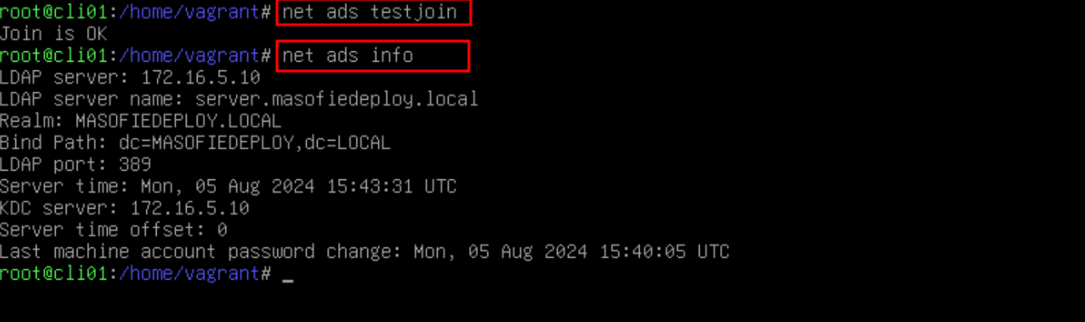 root@cli01:/home/vagrant# net ads testjoin
Join is OK
root@cli01:/home/vagrant# net ads info
LDAP server: 172.16.5.10
LDAP server name: server.masofiedeploy.local
Realm: MASOFIEDEPLOY.LOCAL
Bind Path: dc=MASOFIEDEPLOY,dc=LOCAL
LDAP port: 389
Server time: Mon, 05 Aug 2024 15:43:31 UTC
KDC server: 172.16.5.10
Server time offset: 0
Last machine account password change: Mon, 05 Aug 2024 15:40:05 UTC
root@cli01:/home/vagrant# _